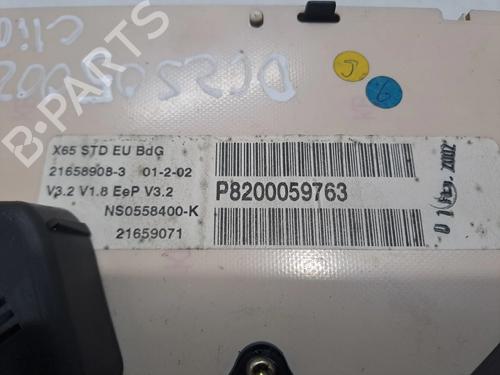 Clio
B-PARTS
X65 STD EU BdG
21658908-3 01-2-02
V3.2 V1.8 EeP V3.2
NS0558400-K
21659071
P8200059763